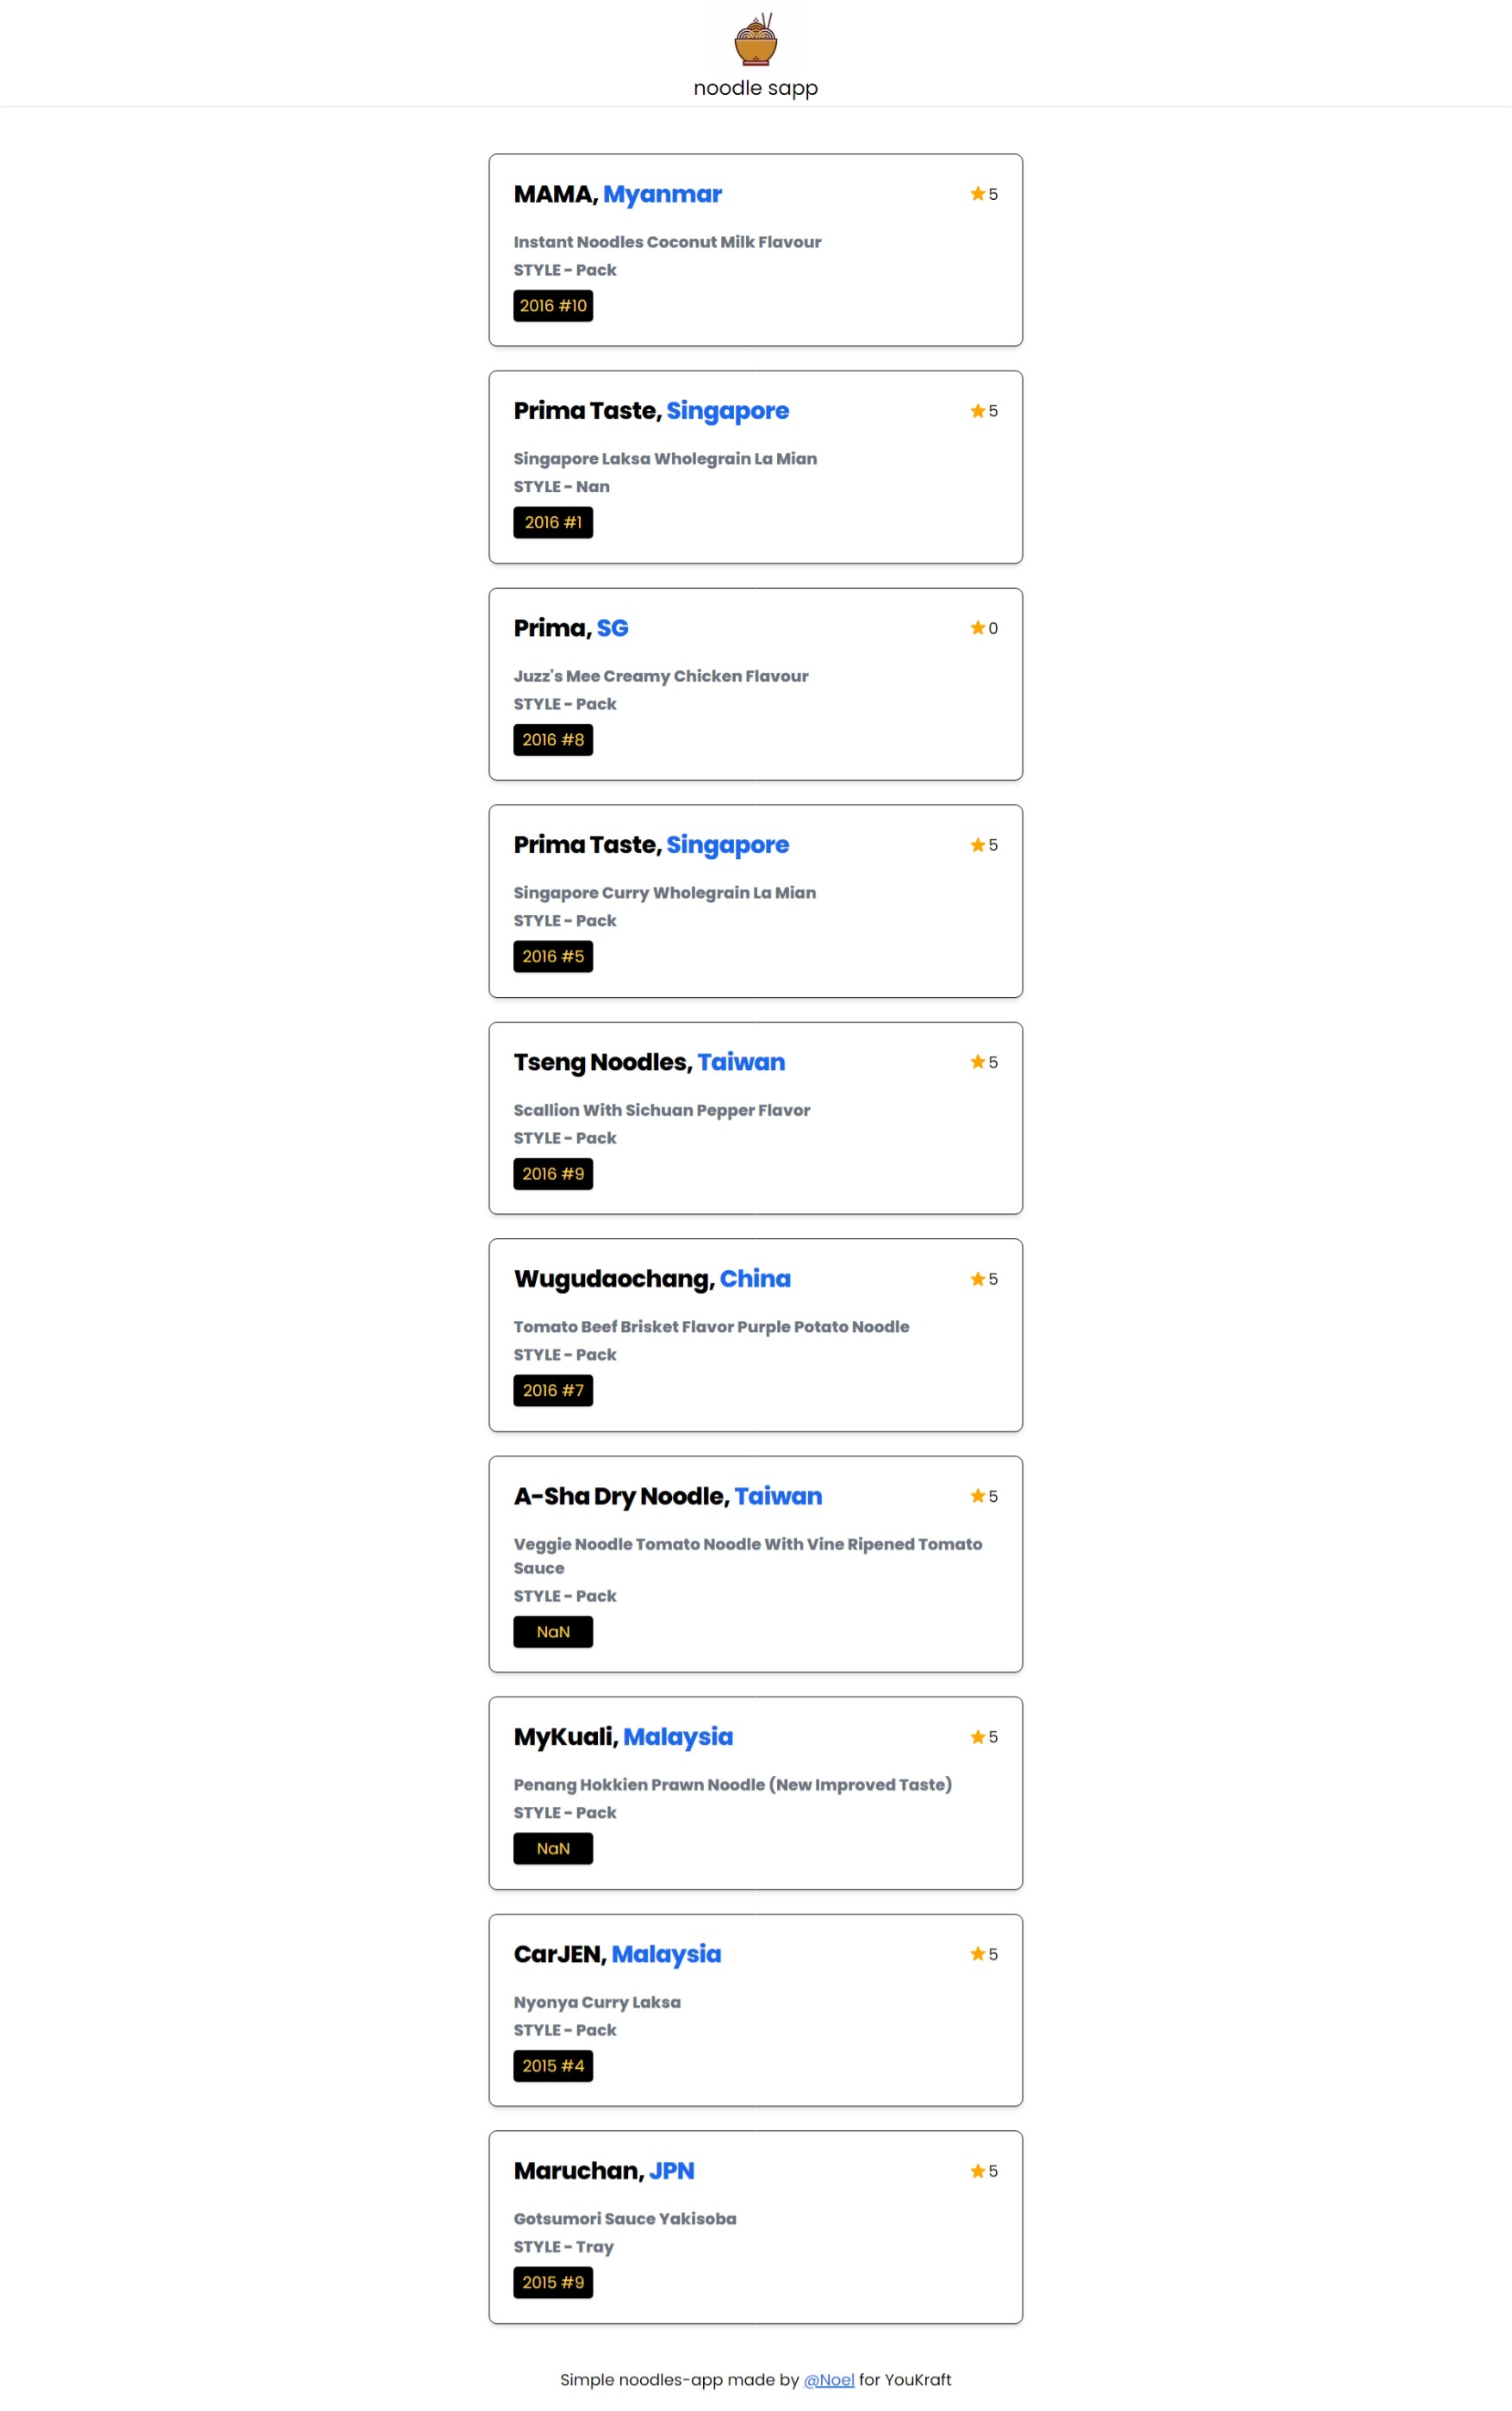 noodle sapp
MAMA, Myanmar
5
Instant Noodles Coconut Milk Flavour
STYLE - Pack
2016 #10
Prima Taste, Singapore
5
Singapore Laksa Wholegrain La Mian
STYLE - Nan
2016 #1
Prima, SG
0
Juzz's Mee Creamy Chicken Flavour
STYLE - Pack
2016 #8
Prima Taste, Singapore
5
Singapore Curry Wholegrain La Mian
STYLE - Pack
2016 #5
Tseng Noodles, Taiwan
5
Scallion With Sichuan Pepper Flavor
STYLE - Pack
2016 #9
Wugudaochang, China
5
Tomato Beef Brisket Flavor Purple Potato Noodle
STYLE - Pack
2016 #7
A-Sha Dry Noodle, Taiwan
5
Veggie Noodle Tomato Noodle With Vine Ripened Tomato
Sauce
STYLE - Pack
NaN
MyKuali, Malaysia
5
Penang Hokkien Prawn Noodle (New Improved Taste)
STYLE - Pack
NaN
CarJEN, Malaysia
5
Nyonya Curry Laksa
STYLE - Pack
2015 #4
Maruchan, JPN
5
Gotsumori Sauce Yakisoba
STYLE - Tray
2015 #9
Simple noodles-app made by @Noel for YouKraft